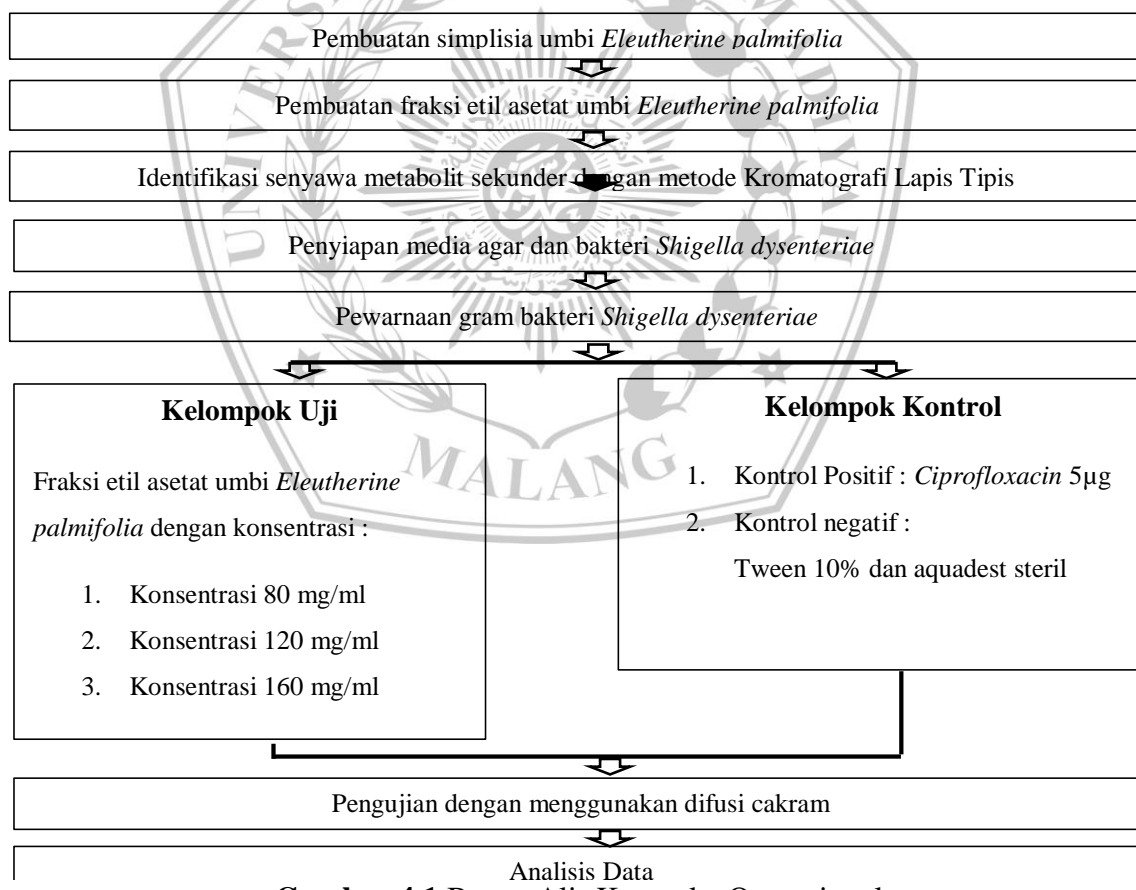 Pembuatan simplisia umbi Eleutherine palmifolia
Pembuatan fraksi etil asetat umbi Eleutherine palmifolia
Identifikasi senyawa metabolit sekunder dengan metode Kromatografi Lapis Tipis
Penyiapan media agar dan bakteri Shigella dysenteriae
Pewarnaan gram bakteri Shigella dysenteriae
Kelompok Uji
Fraksi etil asetat umbi Eleutherine
palmifolia dengan konsentrasi :
1. Konsentrasi 80 mg/ml
2. Konsentrasi 120 mg/ml
3. Konsentrasi 160 mg/ml
Kelompok Kontrol
1. Kontrol Positif : Ciprofloxacin 5µg
2. Kontrol negatif :
Tween 10% dan aquadest steril
Pengujian dengan menggunakan difusi cakram
Analisis Data
MALANG